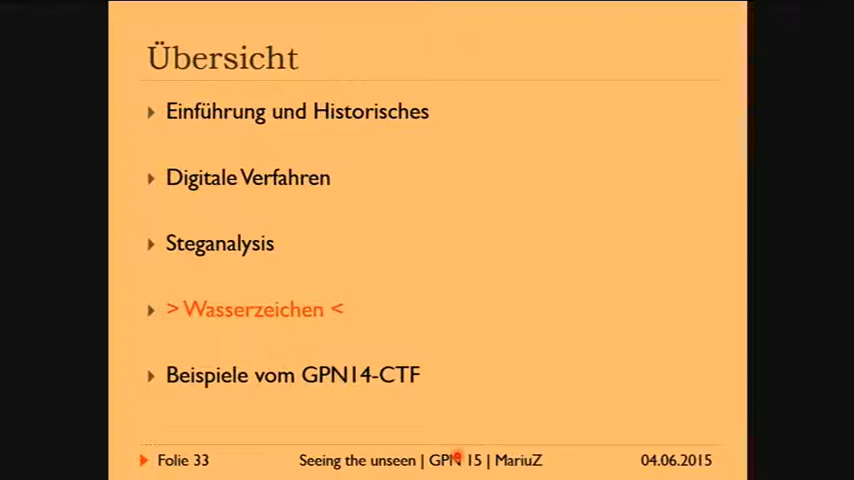 Übersicht
Einführung und Historisches
Digitale Verfahren
Steganalysis
> Wasserzeichen <
Beispiele vom GPN14-CTF
Folie 33
Seeing the unseen | GPN 15 | MariuZ
04.06.2015